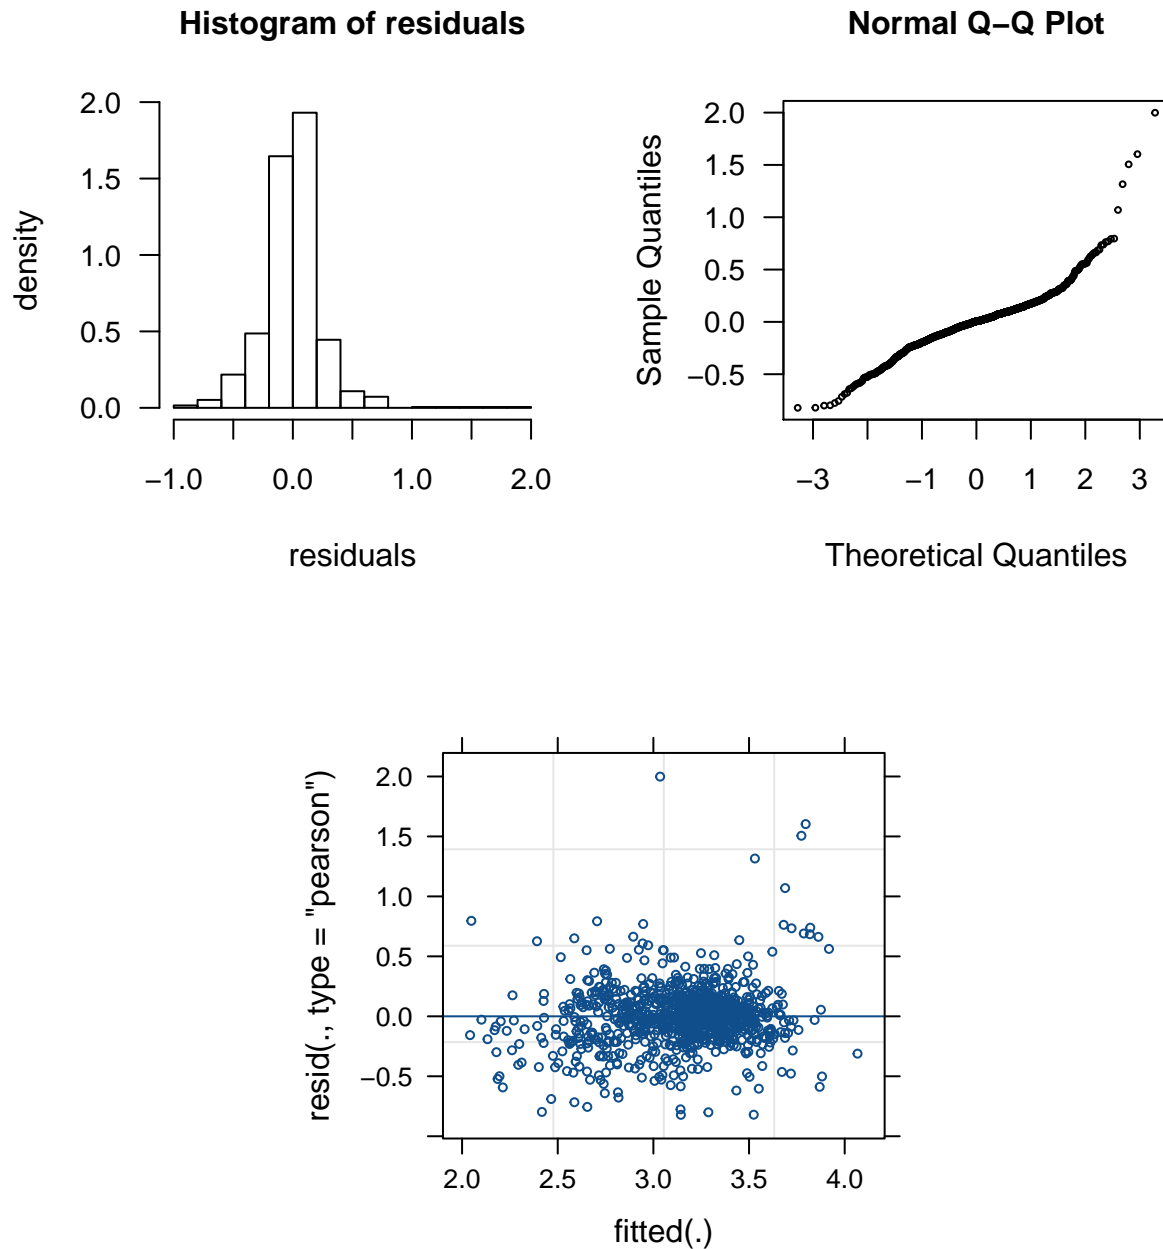 Histogram of residuals
density
0.0
0.5
1.0
1.5
2.0
−1.0 0.0 1.0 2.0
residuals
Normal Q−Q Plot
Sample Quantiles
−0.5
0.0
0.5
1.0
1.5
2.0
−3 −1 0 1 2 3
Theoretical Quantiles
resid(., type = "pearson")
−0.5
0.0
0.5
1.0
1.5
2.0
2.0 2.5 3.0 3.5 4.0
fitted(.)